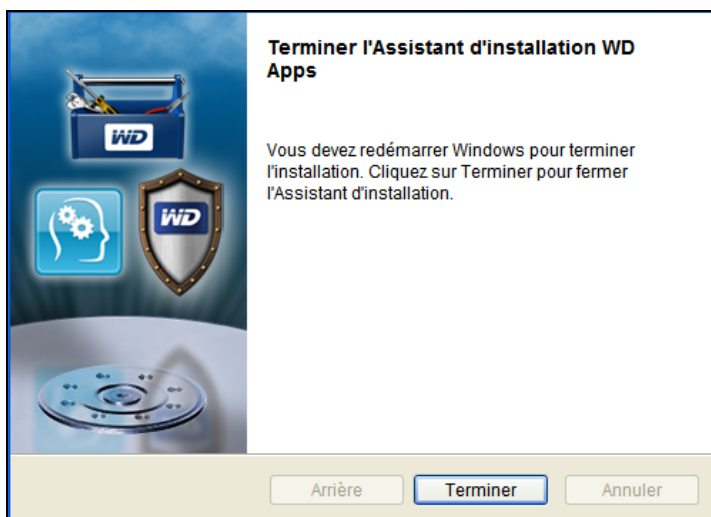 Terminer l'Assistant d'installation WD
Apps
Vous devez redémarrer Windows pour terminer
l'installation. Cliquez sur Terminer pour fermer
l'Assistant d'installation.
WD
WD
Arrière
Terminer
Annuler